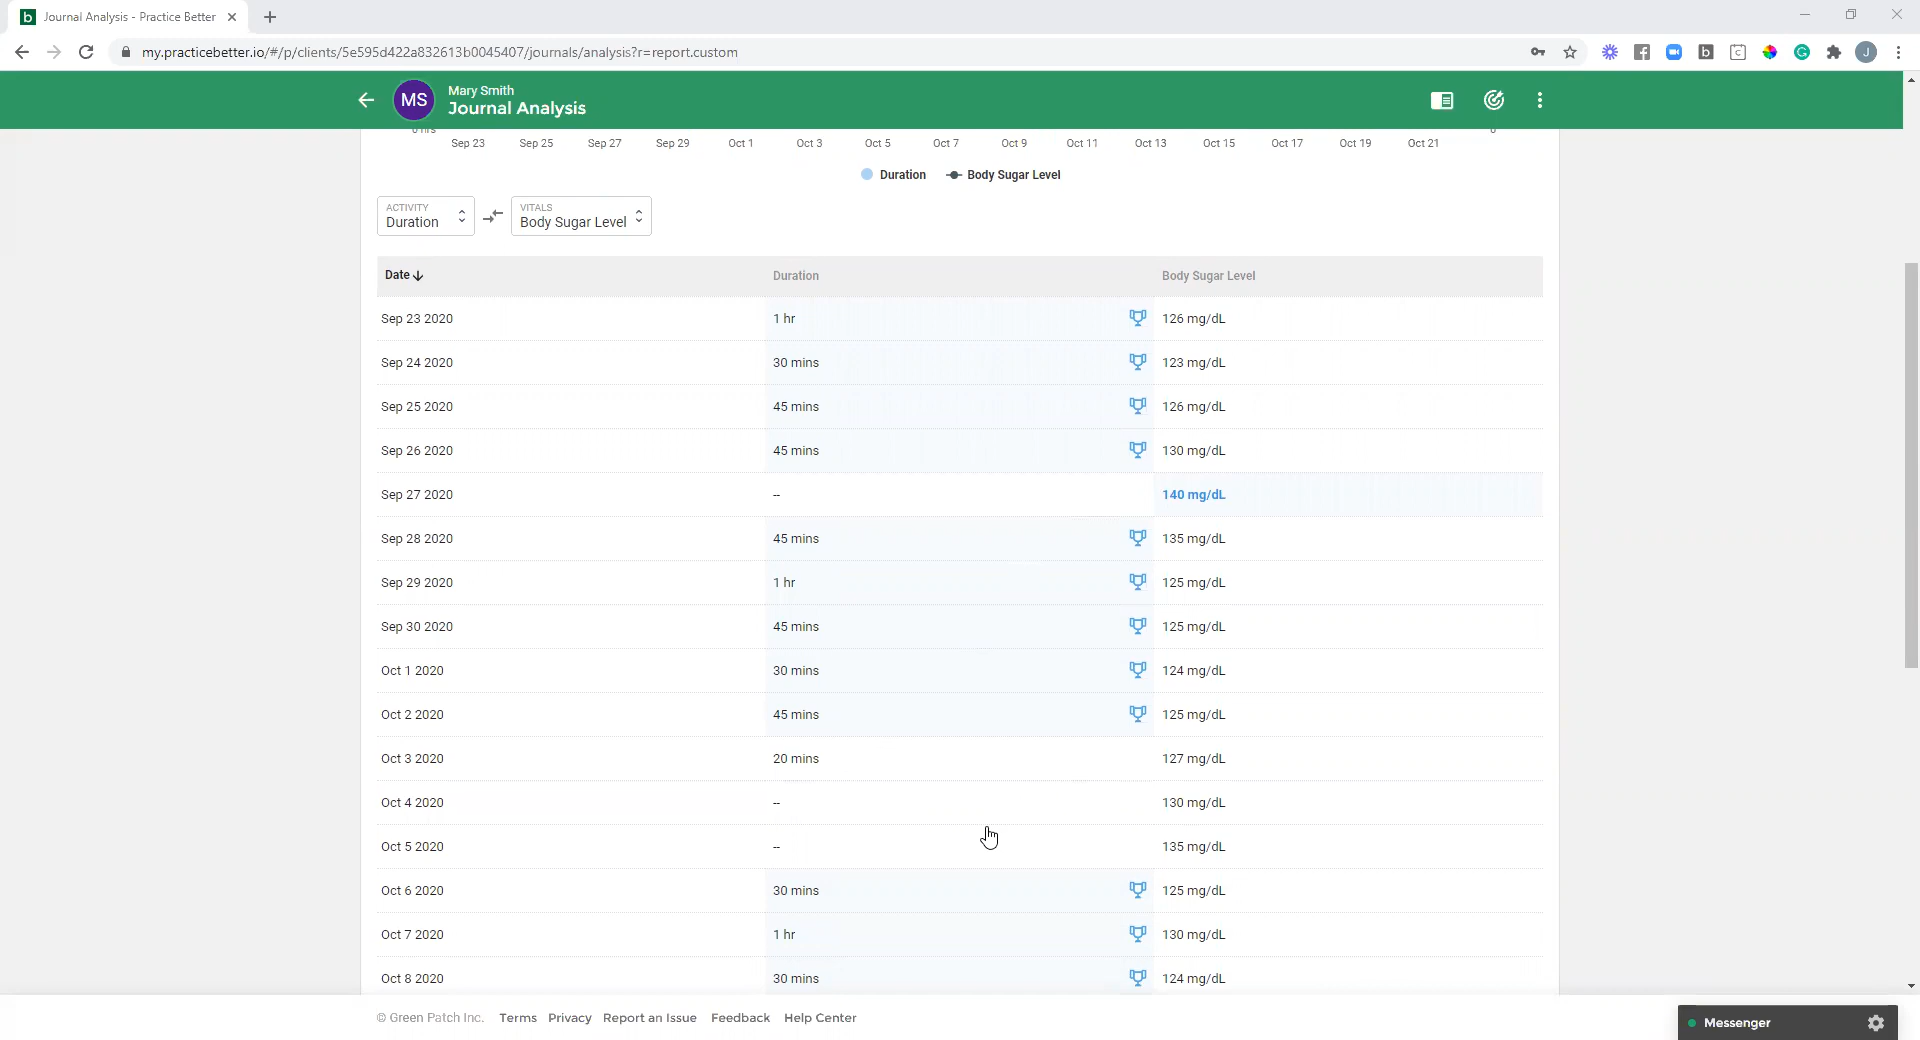 b Journal Analysis - Practice Better
my.practicebetter.io/#/p/clients/5e595d422a832613b0045407/journals/analysis?r=report.custom
MS Mary Smith
Journal Analysis
0 hrs 0
Sep 23 Sep 25 Sep 27 Sep 29 Oct 1 Oct 3 Oct 5 Oct 7 Oct 9 Oct 11 Oct 13 Oct 15 Oct 17 Oct 19 Oct 21
Duration Body Sugar Level
ACTIVITY VITALS
Duration Body Sugar Level
Date Duration Body Sugar Level
Sep 23 2020 1 hr 126 mg/dL
Sep 24 2020 30 mins 123 mg/dL
Sep 25 2020 45 mins 126 mg/dL
Sep 26 2020 45 mins 130 mg/dL
Sep 27 2020 -- 140 mg/dL
Sep 28 2020 45 mins 135 mg/dL
Sep 29 2020 1 hr 125 mg/dL
Sep 30 2020 45 mins 125 mg/dL
Oct 1 2020 30 mins 124 mg/dL
Oct 2 2020 45 mins 125 mg/dL
Oct 3 2020 20 mins 127 mg/dL
Oct 4 2020 -- 130 mg/dL
Oct 5 2020 -- 135 mg/dL
Oct 6 2020 30 mins 125 mg/dL
Oct 7 2020 1 hr 130 mg/dL
Oct 8 2020 30 mins 124 mg/dL
© Green Patch Inc. Terms Privacy Report an Issue Feedback Help Center
Messenger